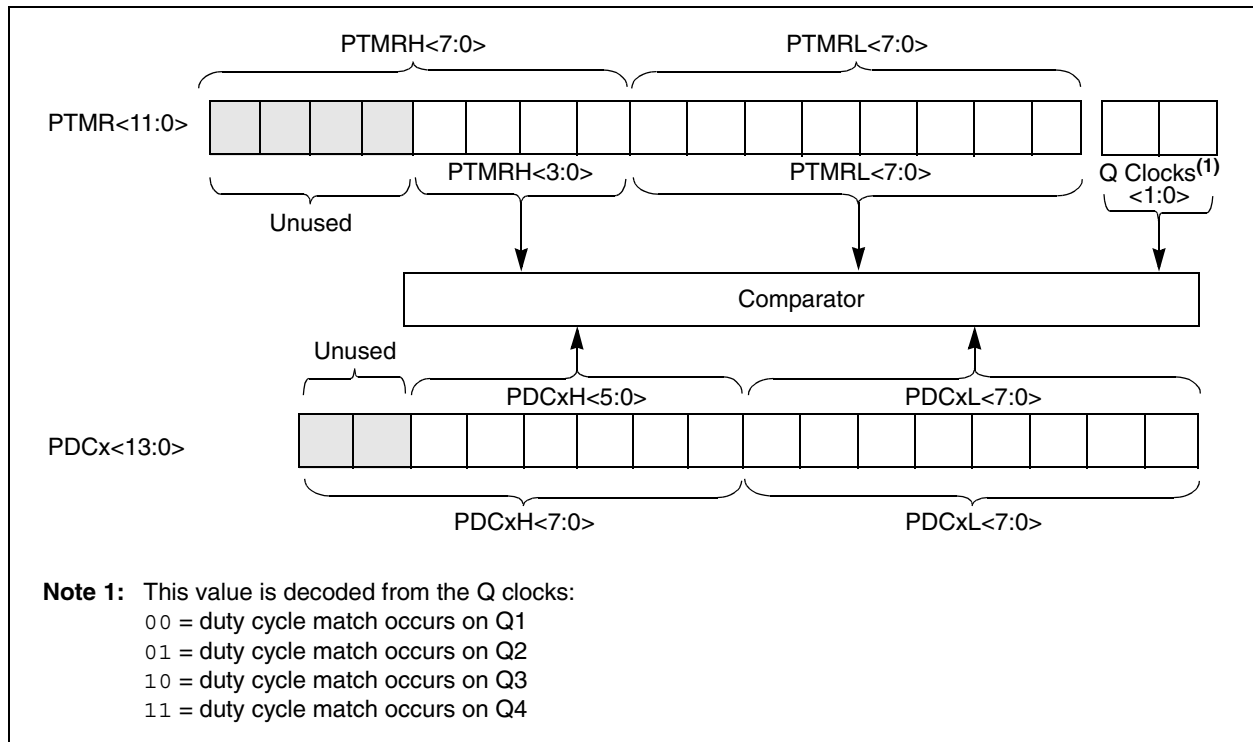 PTMRH<7:0> PTMRL<7:0>
PTMR<11:0>
PTMRH<3:0> PTMRL<7:0> Q Clocks(1)
<1:0>
Unused
Comparator
Unused
PDCxH<5:0> PDCxL<7:0>
PDCx<13:0>
PDCxH<7:0> PDCxL<7:0>
Note 1: This value is decoded from the Q clocks:
00 = duty cycle match occurs on Q1
01 = duty cycle match occurs on Q2
10 = duty cycle match occurs on Q3
11 = duty cycle match occurs on Q4